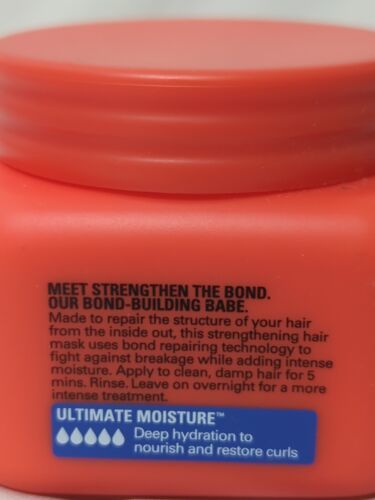 MEET STRENGTHEN THE BOND.
OUR BOND-BUILDING BABE.
Made to repair the structure of your hair
from the inside out, this strengthening hair
mask uses bond repairing technology to
fight against breakage while adding intense
moisture. Apply to clean, damp hair for 5
mins. Rinse. Leave on overnight for a more
intense treatment.
ULTIMATE MOISTURE™
Deep hydration to
nourish and restore curls